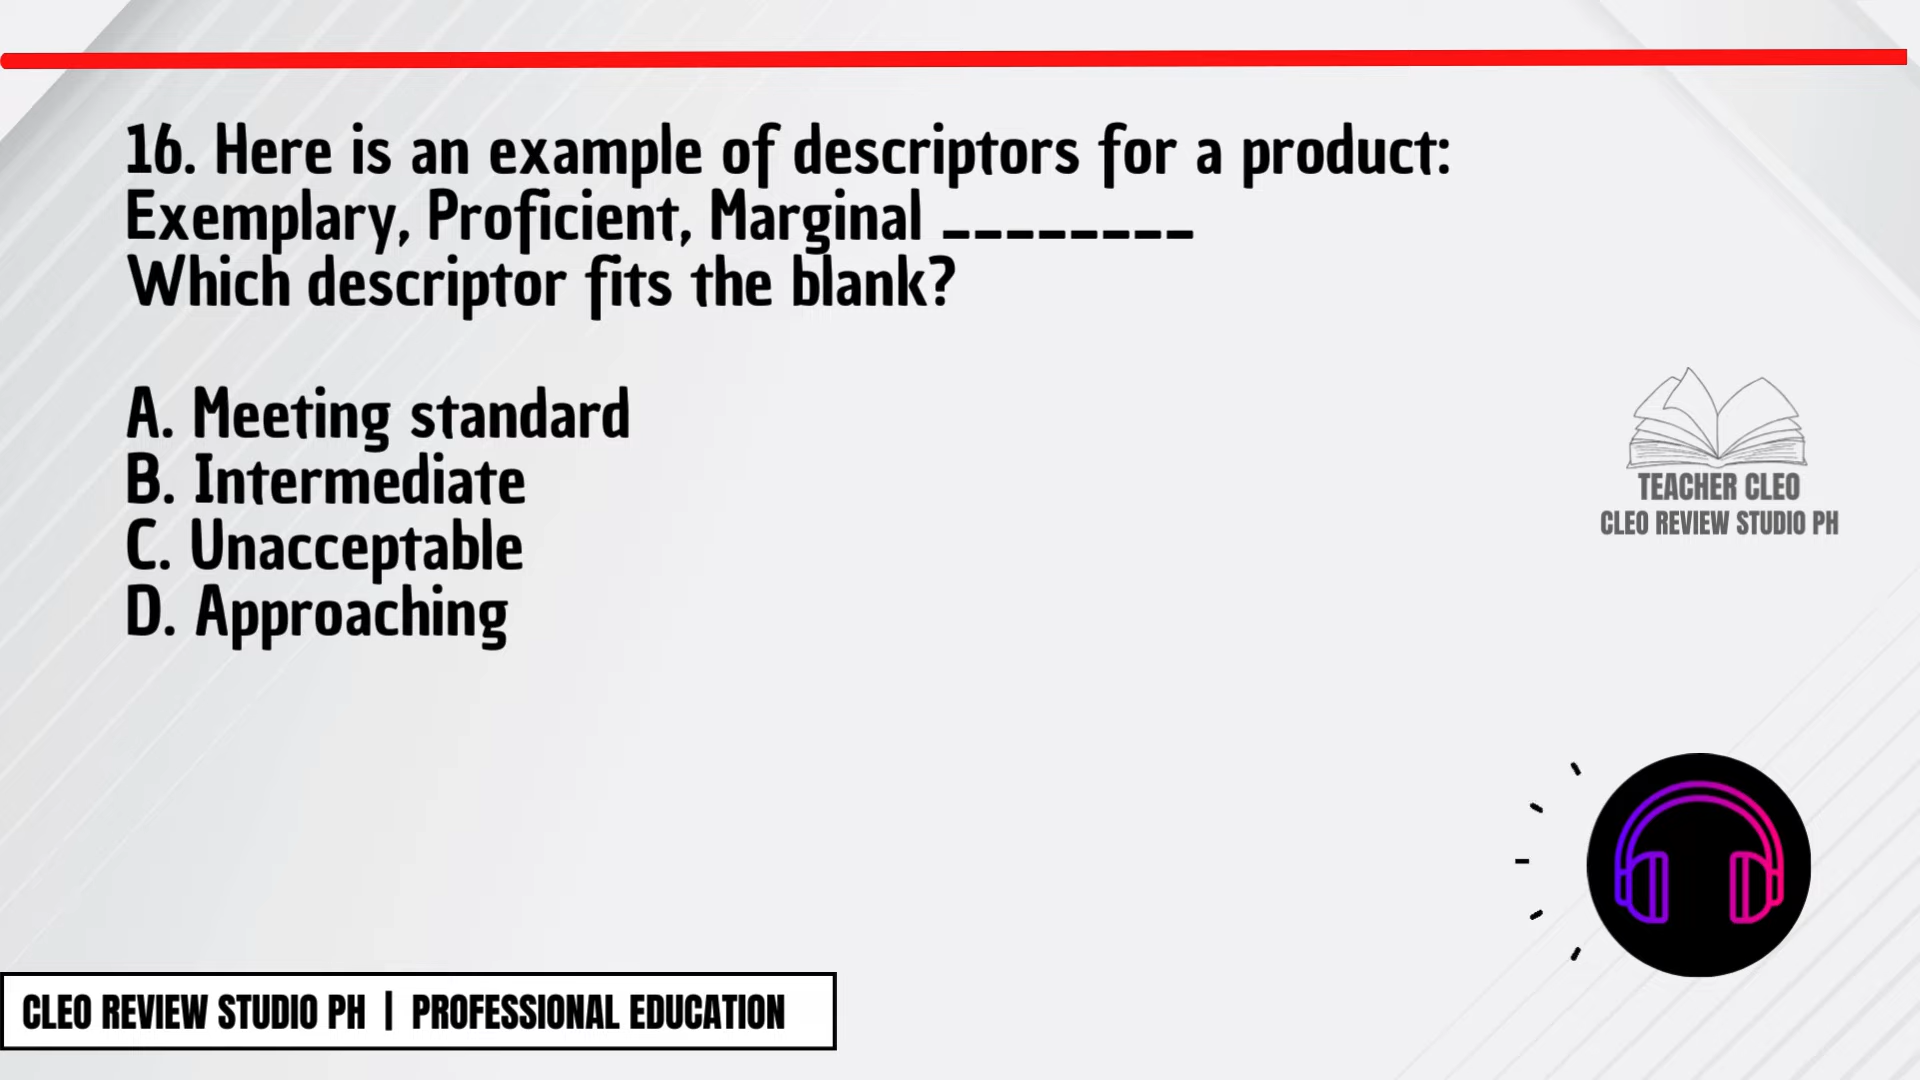 16. Here is an example of descriptors for a product:
Exemplary, Proficient, Marginal ________
Which descriptor fits the blank?
A. Meeting standard
B. Intermediate
C. Unacceptable
D. Approaching
TEACHER CLEO
CLEO REVIEW STUDIO PH
CLEO REVIEW STUDIO PH | PROFESSIONAL EDUCATION